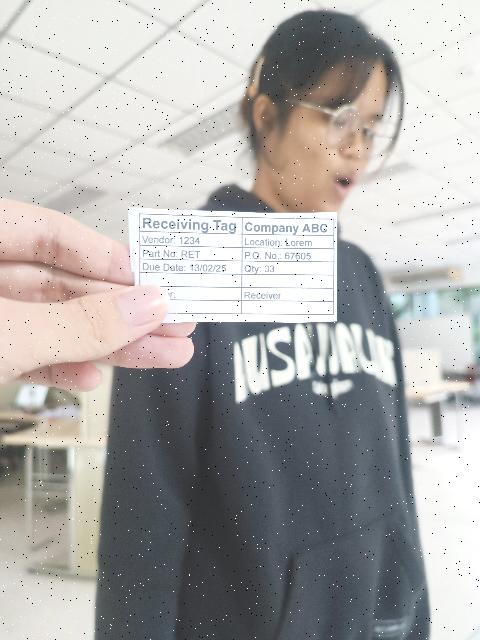 Receiving Tag Company ABC
Vendor: 1234 Location: Lorem
Part No: RET P.O. No.: 67605
Due Date: 13/02/25 Qty: 33
Receiver